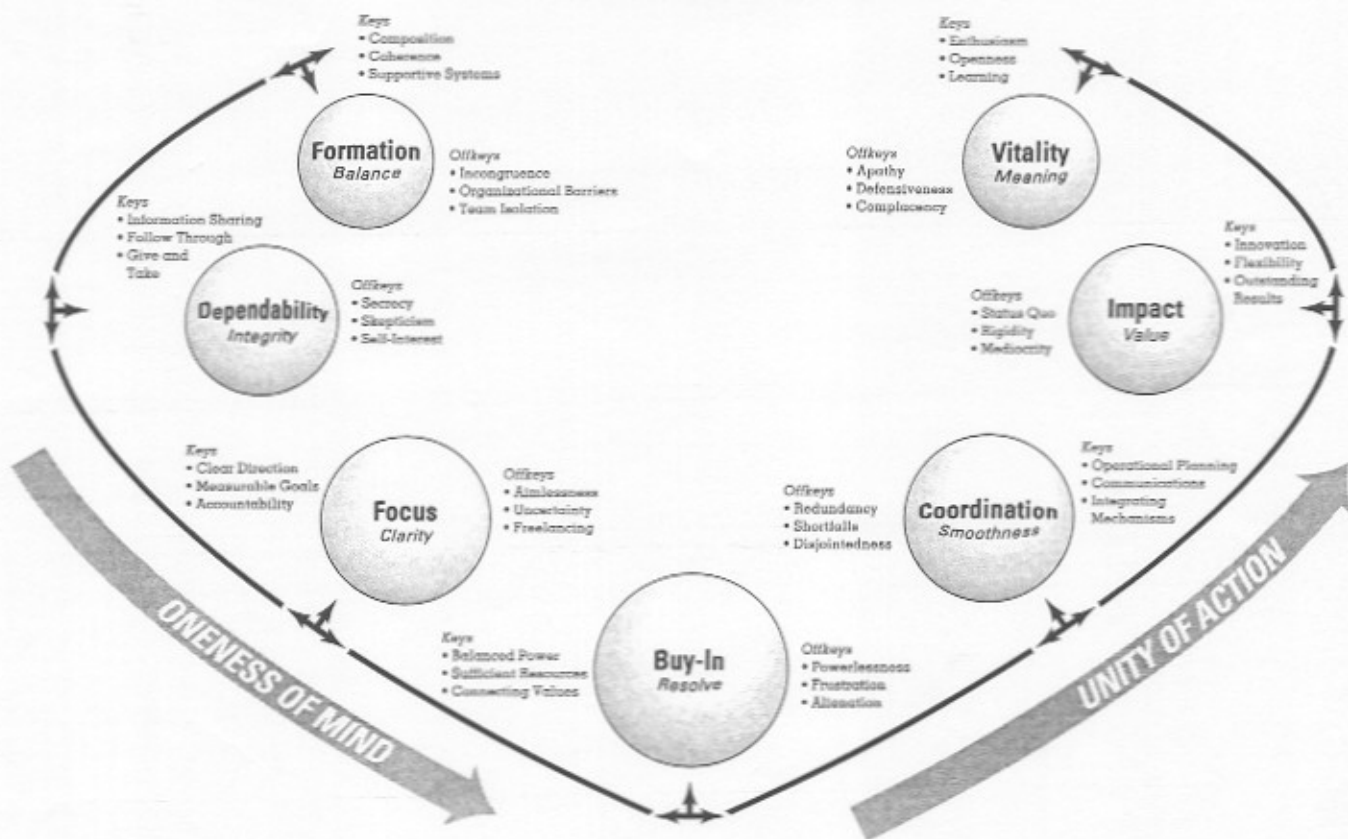 Keys
• Composition
• Coherence
• Supportive Systems
Formation
Balance
Offkeys
• Incongruence
• Organizational Barriers
• Team Isolation
Keys
• Information Sharing
• Follow Through
• Give and
Take
Dependability
Integrity
Offkeys
• Secrecy
• Skepticism
• Self-Interest
Keys
• Clear Direction
• Measurable Goals
• Accountability
Focus
Clarity
Offkeys
• Aimlessness
• Uncertainty
• Freelancing
Keys
• Balanced Power
• Sufficient Resources
• Connecting Values
Buy-In
Resolve
Offkeys
• Powerlessness
• Frustration
• Alienation
Offkeys
• Redundancy
• Shortfalls
• Disjointedness
Coordination
Smoothness
Keys
• Operational Planning
• Communications
• Integrating
Mechanisms
Offkeys
• Status Quo
• Rigidity
• Mediocrity
Impact
Value
Keys
• Innovation
• Flexibility
• Outstanding
Results
Keys
• Enthusiasm
• Openness
• Learning
Offkeys
• Apathy
• Defensiveness
• Complacency
Vitality
Meaning
ONENESS OF MIND
UNITY OF ACTION